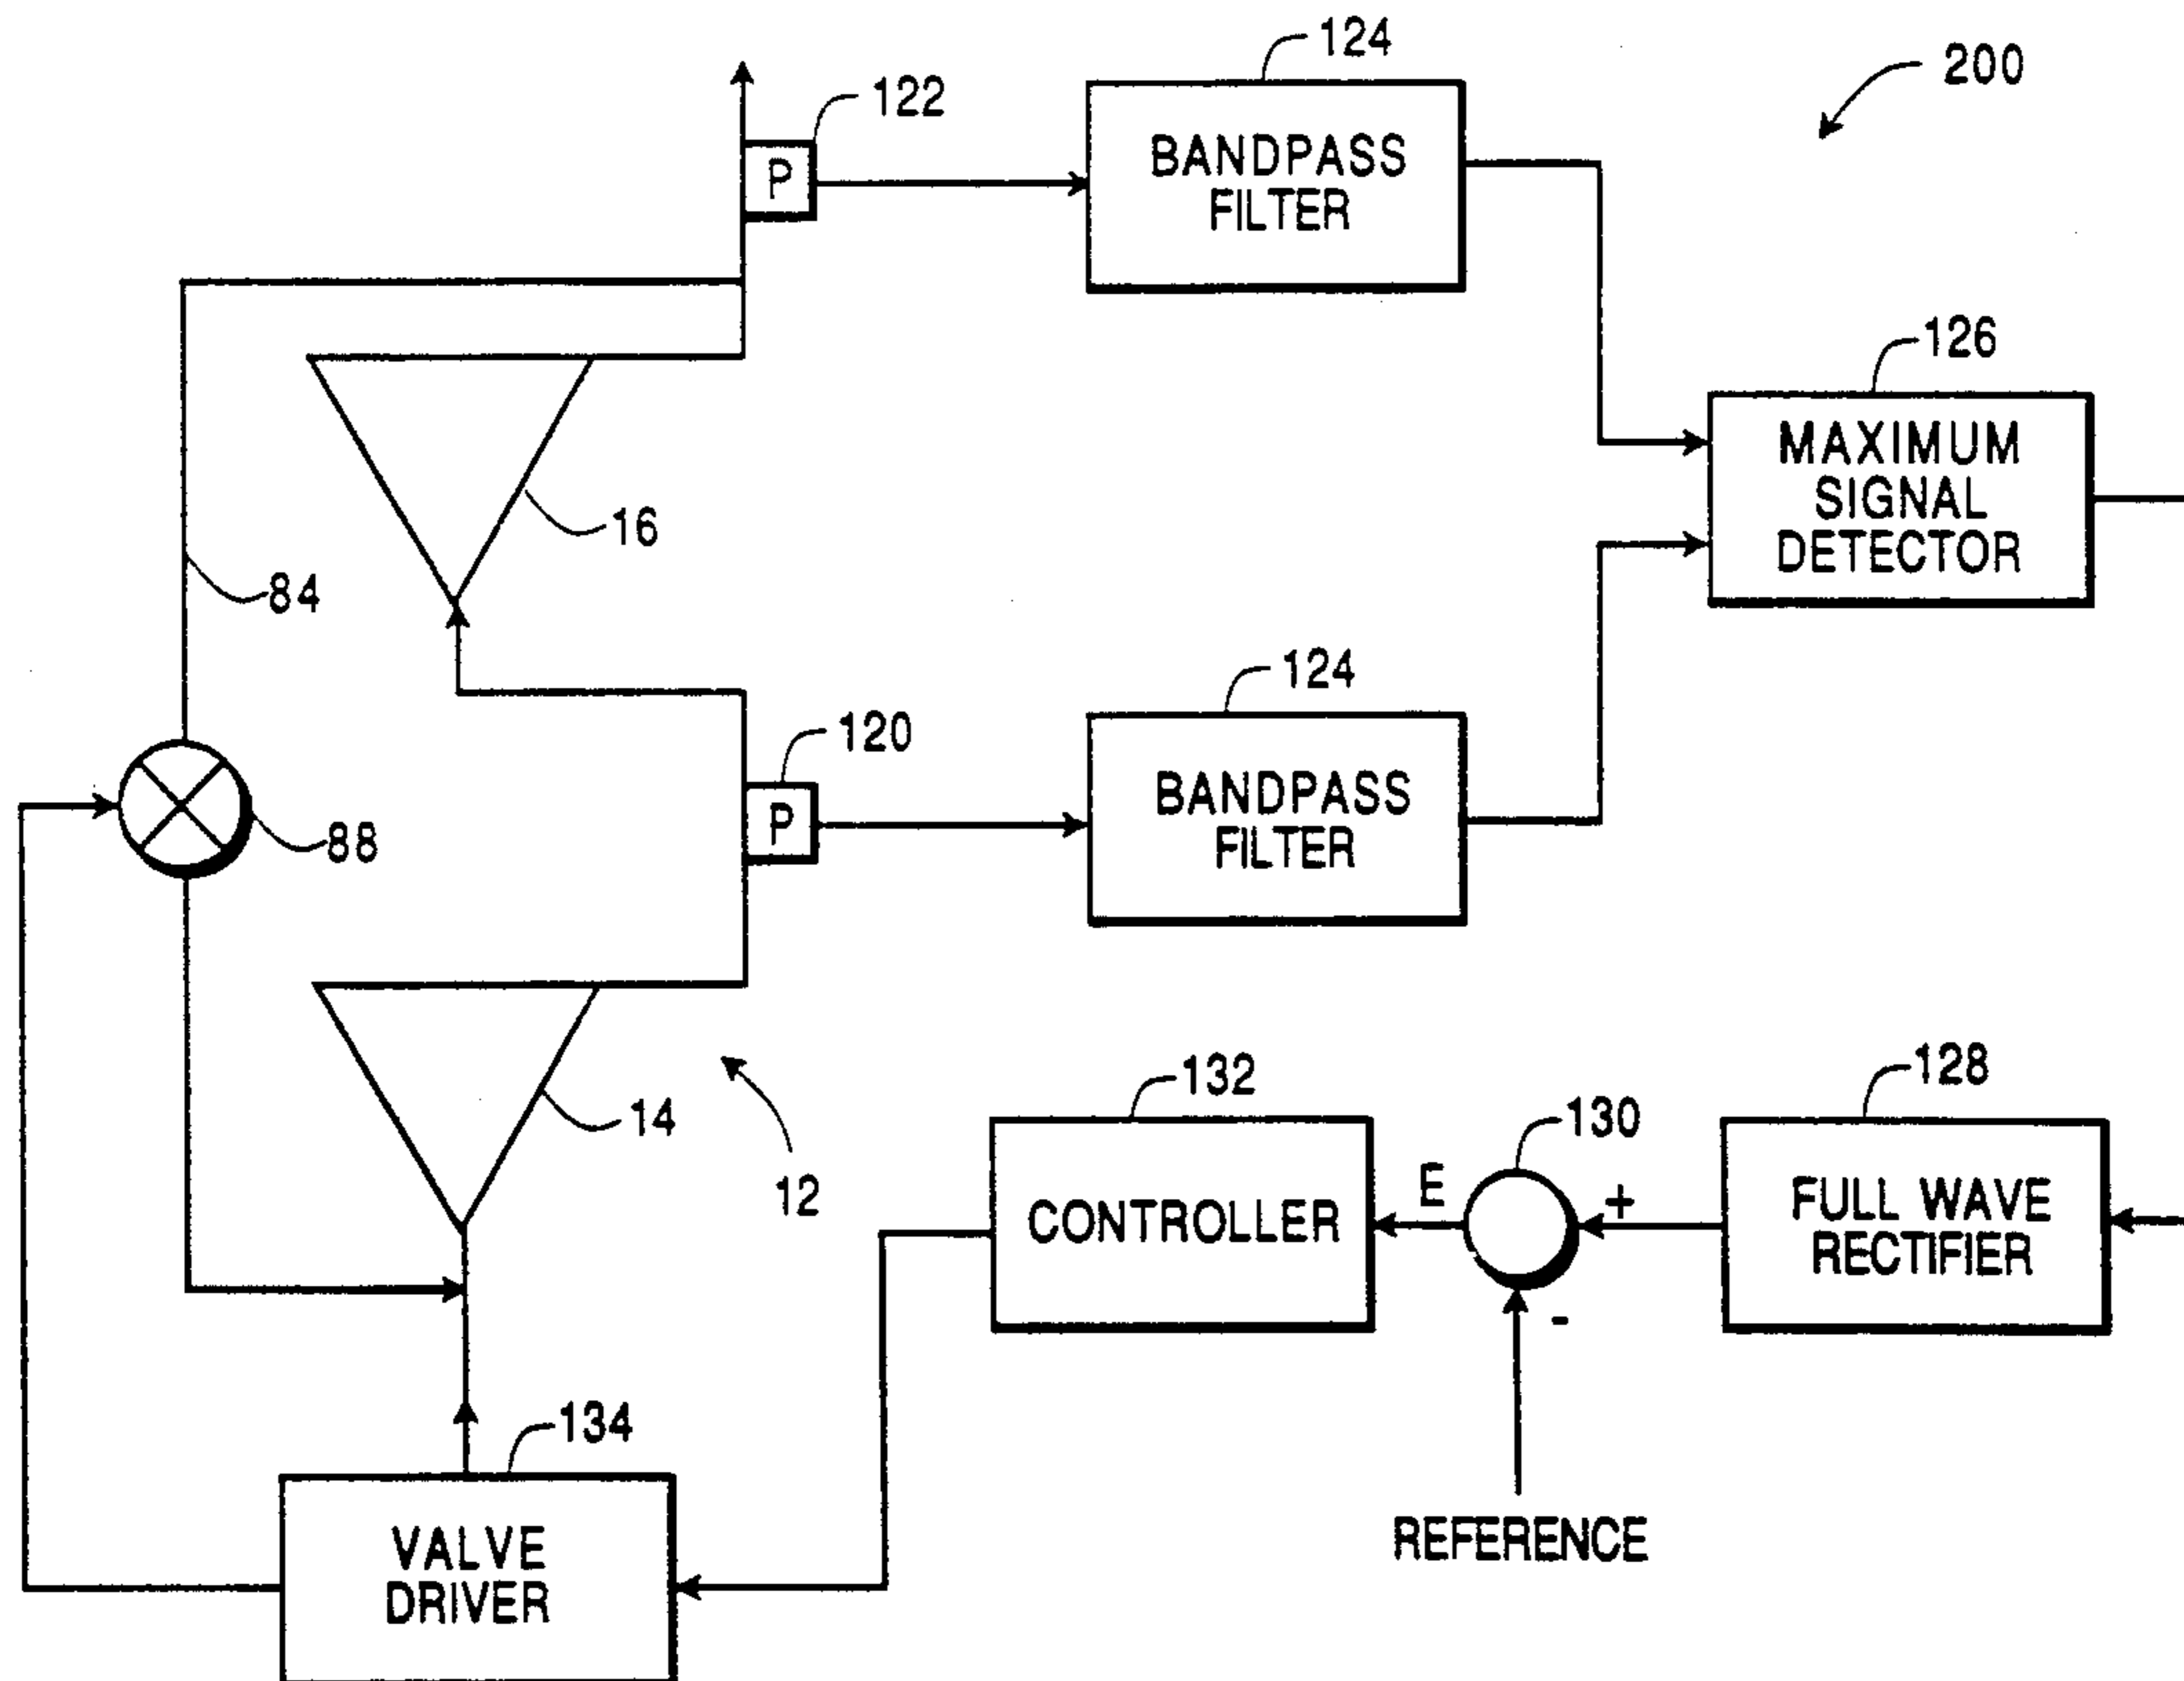 124
200
122
P
BANDPASS
FILTER
126
MAXIMUM
SIGNAL
DETECTOR
16
84
124
120
P
BANDPASS
FILTER
88
132
128
130
14
12
E
+
CONTROLLER
FULL WAVE
RECTIFIER
-
134
VALVE
DRIVER
REFERENCE